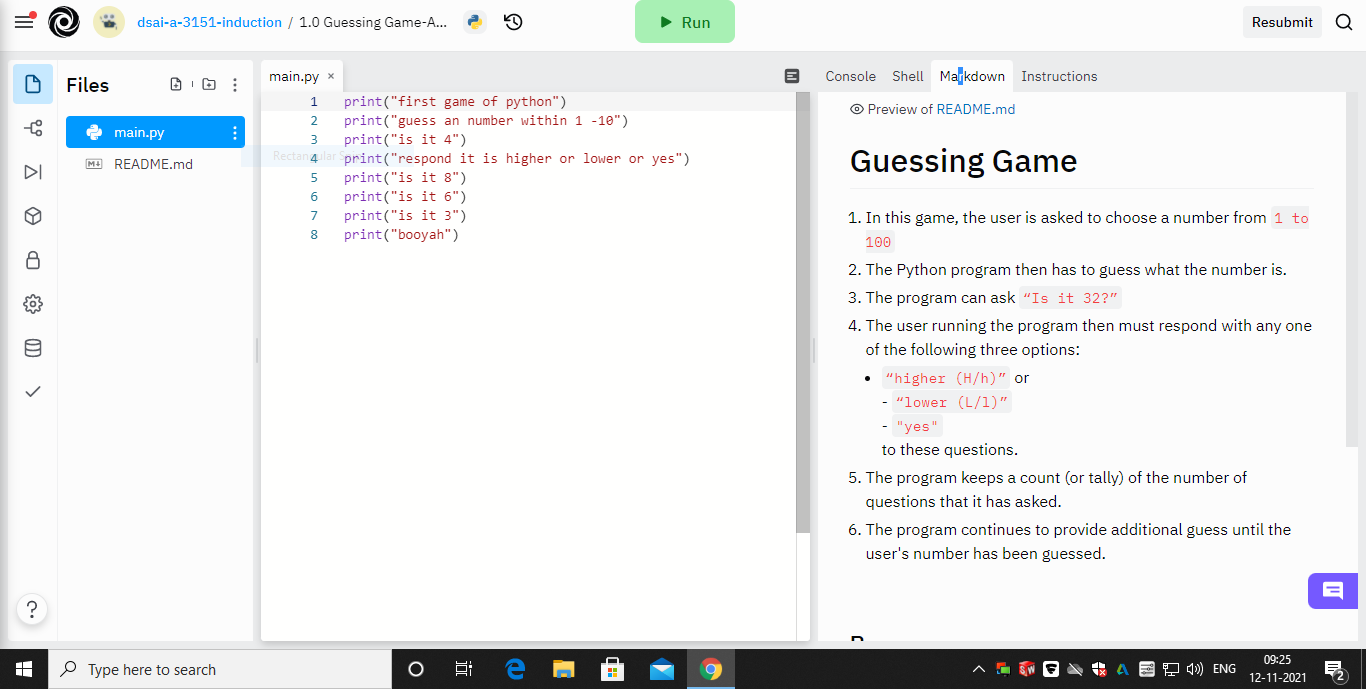 dsai-a-3151-induction / 1.0 Guessing Game-A...
Run
Resubmit
Files
main.py
README.md
main.py ×
1 print("first game of python")
2 print("guess an number within 1 -10")
3 print("is it 4")
4 print("respond it is higher or lower or yes")
5 print("is it 8")
6 print("is it 6")
7 print("is it 3")
8 print("booyah")
Console Shell Markdown Instructions
Preview of README.md
Guessing Game
1. In this game, the user is asked to choose a number from 1 to
100
2. The Python program then has to guess what the number is.
3. The program can ask “Is it 32?”
4. The user running the program then must respond with any one
of the following three options:
• “higher (H/h)” or
- “lower (L/l)”
- "yes"
to these questions.
5. The program keeps a count (or tally) of the number of
questions that it has asked.
6. The program continues to provide additional guess until the
user's number has been guessed.
?
Type here to search
ENG
09:25
12-11-2021
2